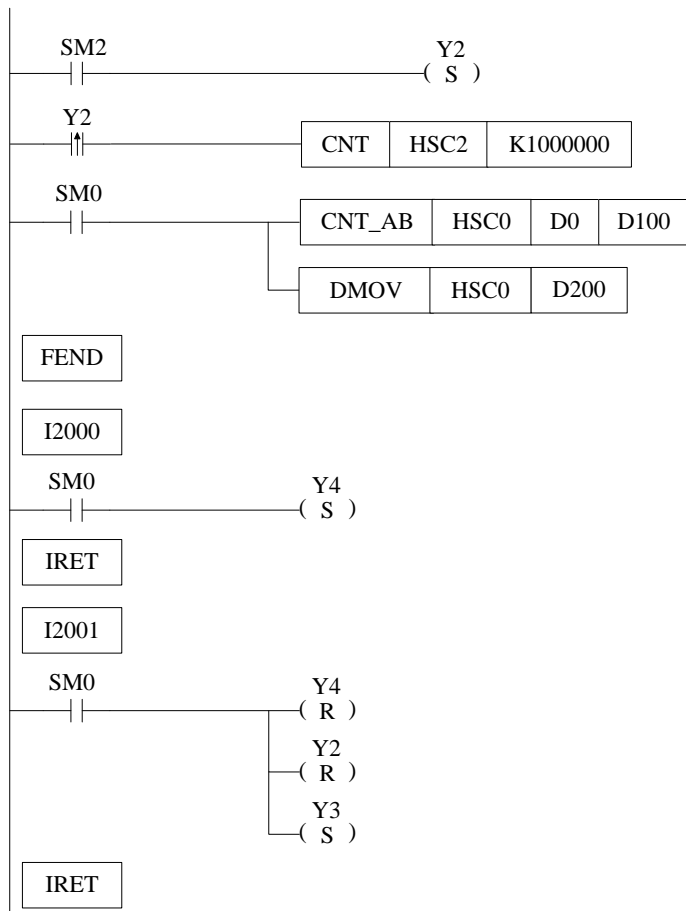 SM2 Y2
( S )
Y2
CNT HSC2 K1000000
SM0
CNT_AB HSC0 D0 D100
DMOV HSC0 D200
FEND
I2000
SM0 Y4
( S )
IRET
I2001
SM0 Y4
( R )
Y2
( R )
Y3
( S )
IRET